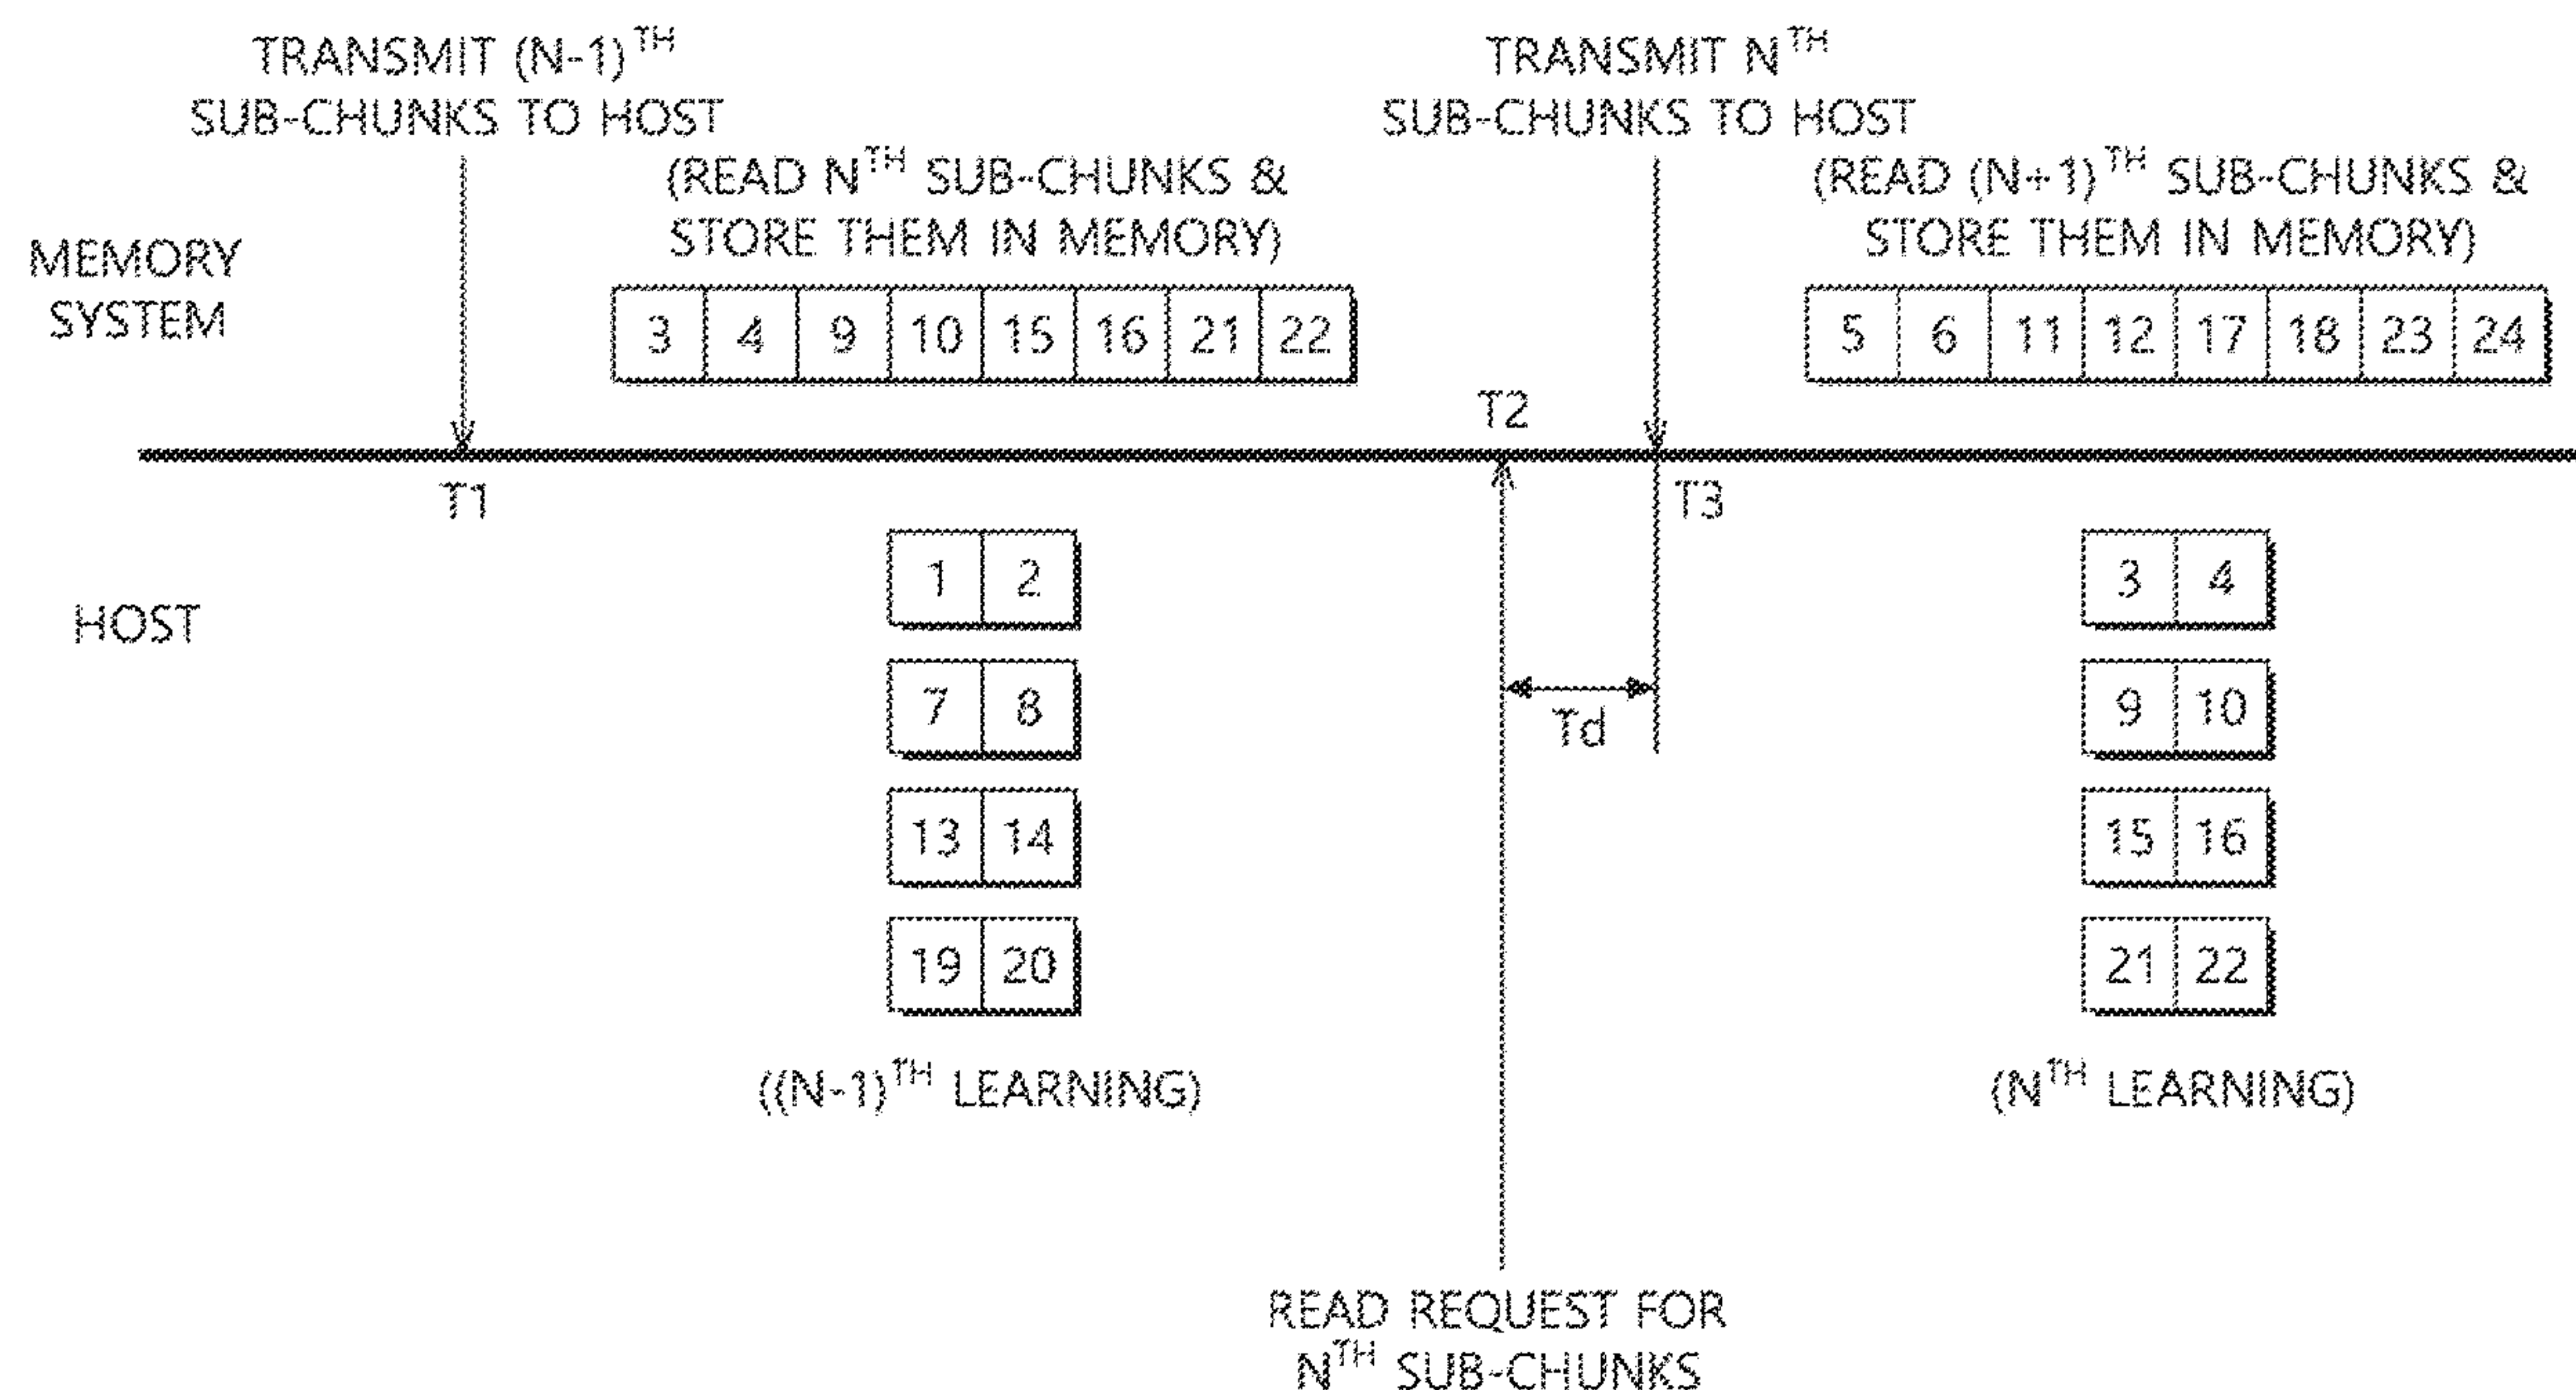 TRANSMIT (N-1)TH
SUB-CHUNKS TO HOST
TRANSMIT NTH
SUB-CHUNKS TO HOST
(READ NTH SUB-CHUNKS &
STORE THEM IN MEMORY)
(READ (N+1)TH SUB-CHUNKS &
STORE THEM IN MEMORY)
MEMORY
SYSTEM
3 4 9 10 15 16 21 22
5 6 11 12 17 18 23 24
T2
T1
T3
HOST
1 2
3 4
7 8
9 10
Td
13 14
15 16
19 20
21 22
((N-1)TH LEARNING)
(NTH LEARNING)
READ REQUEST FOR
NTH SUB-CHUNKS